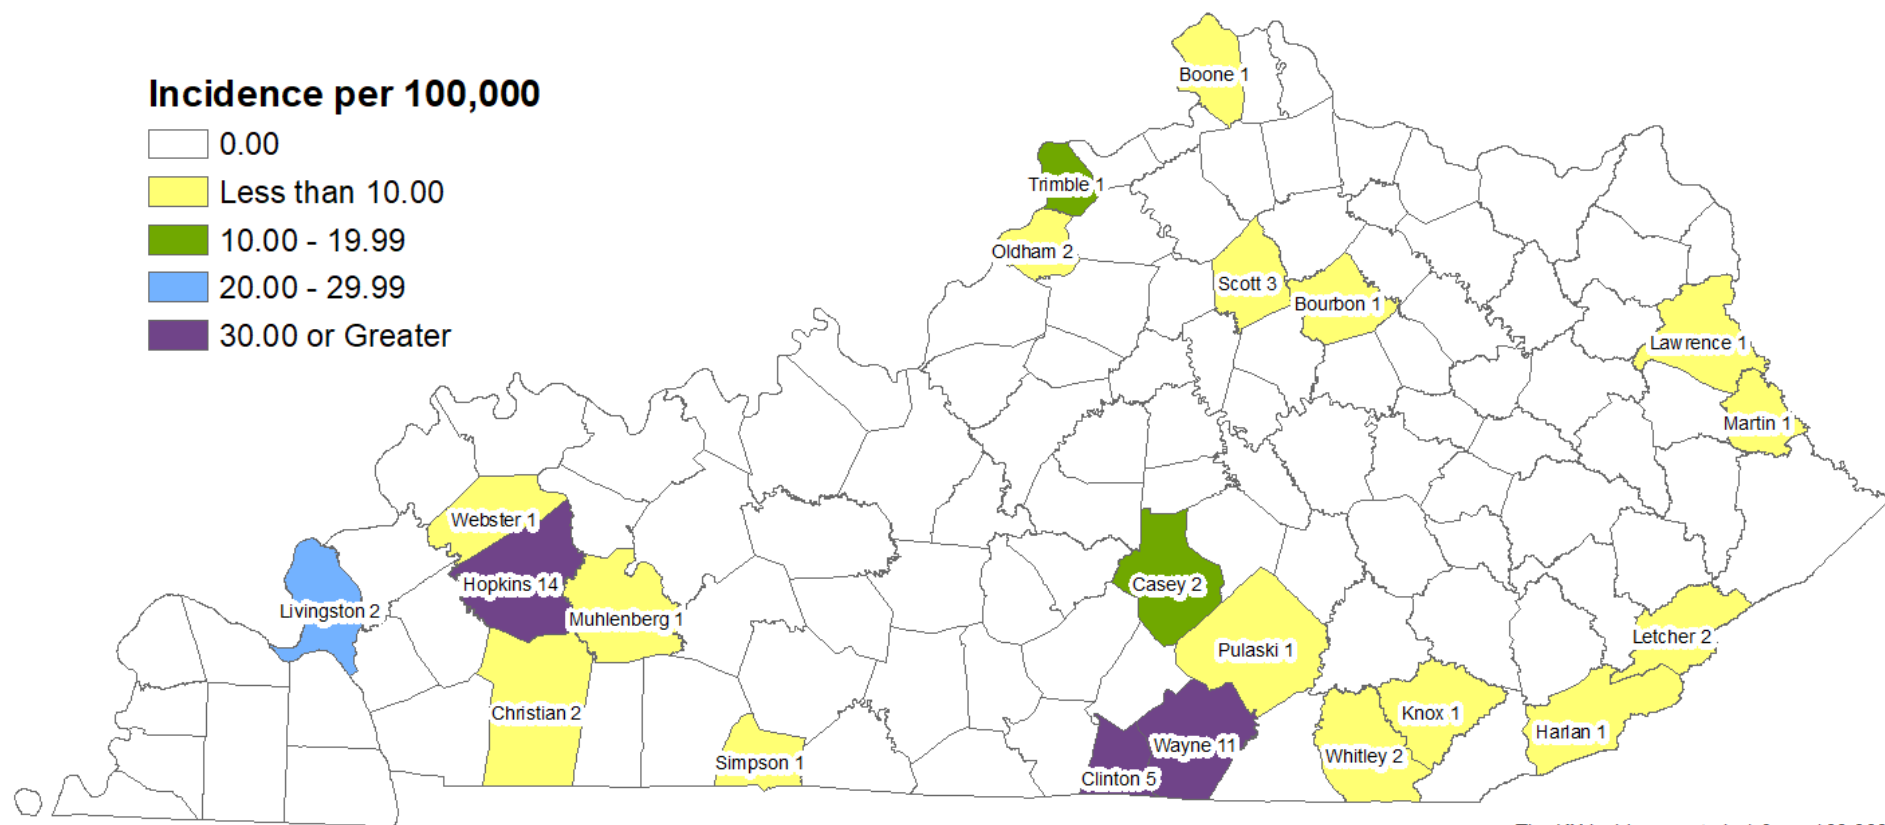 Incidence per 100,000
0.00
Less than 10.00
10.00 - 19.99
20.00 - 29.99
30.00 or Greater
Boone 1
Trimble 1
Oldham 2
Scott 3
Bourbon 1
Lawrence 1
Martin 1
Webster 1
Hopkins 14
Livingston 2
Muhlenberg 1
Casey 2
Pulaski 1
Letcher 2
Christian 2
Knox 1
Harlan 1
Simpson 1
Wayne 11
Whitley 2
Clinton 5